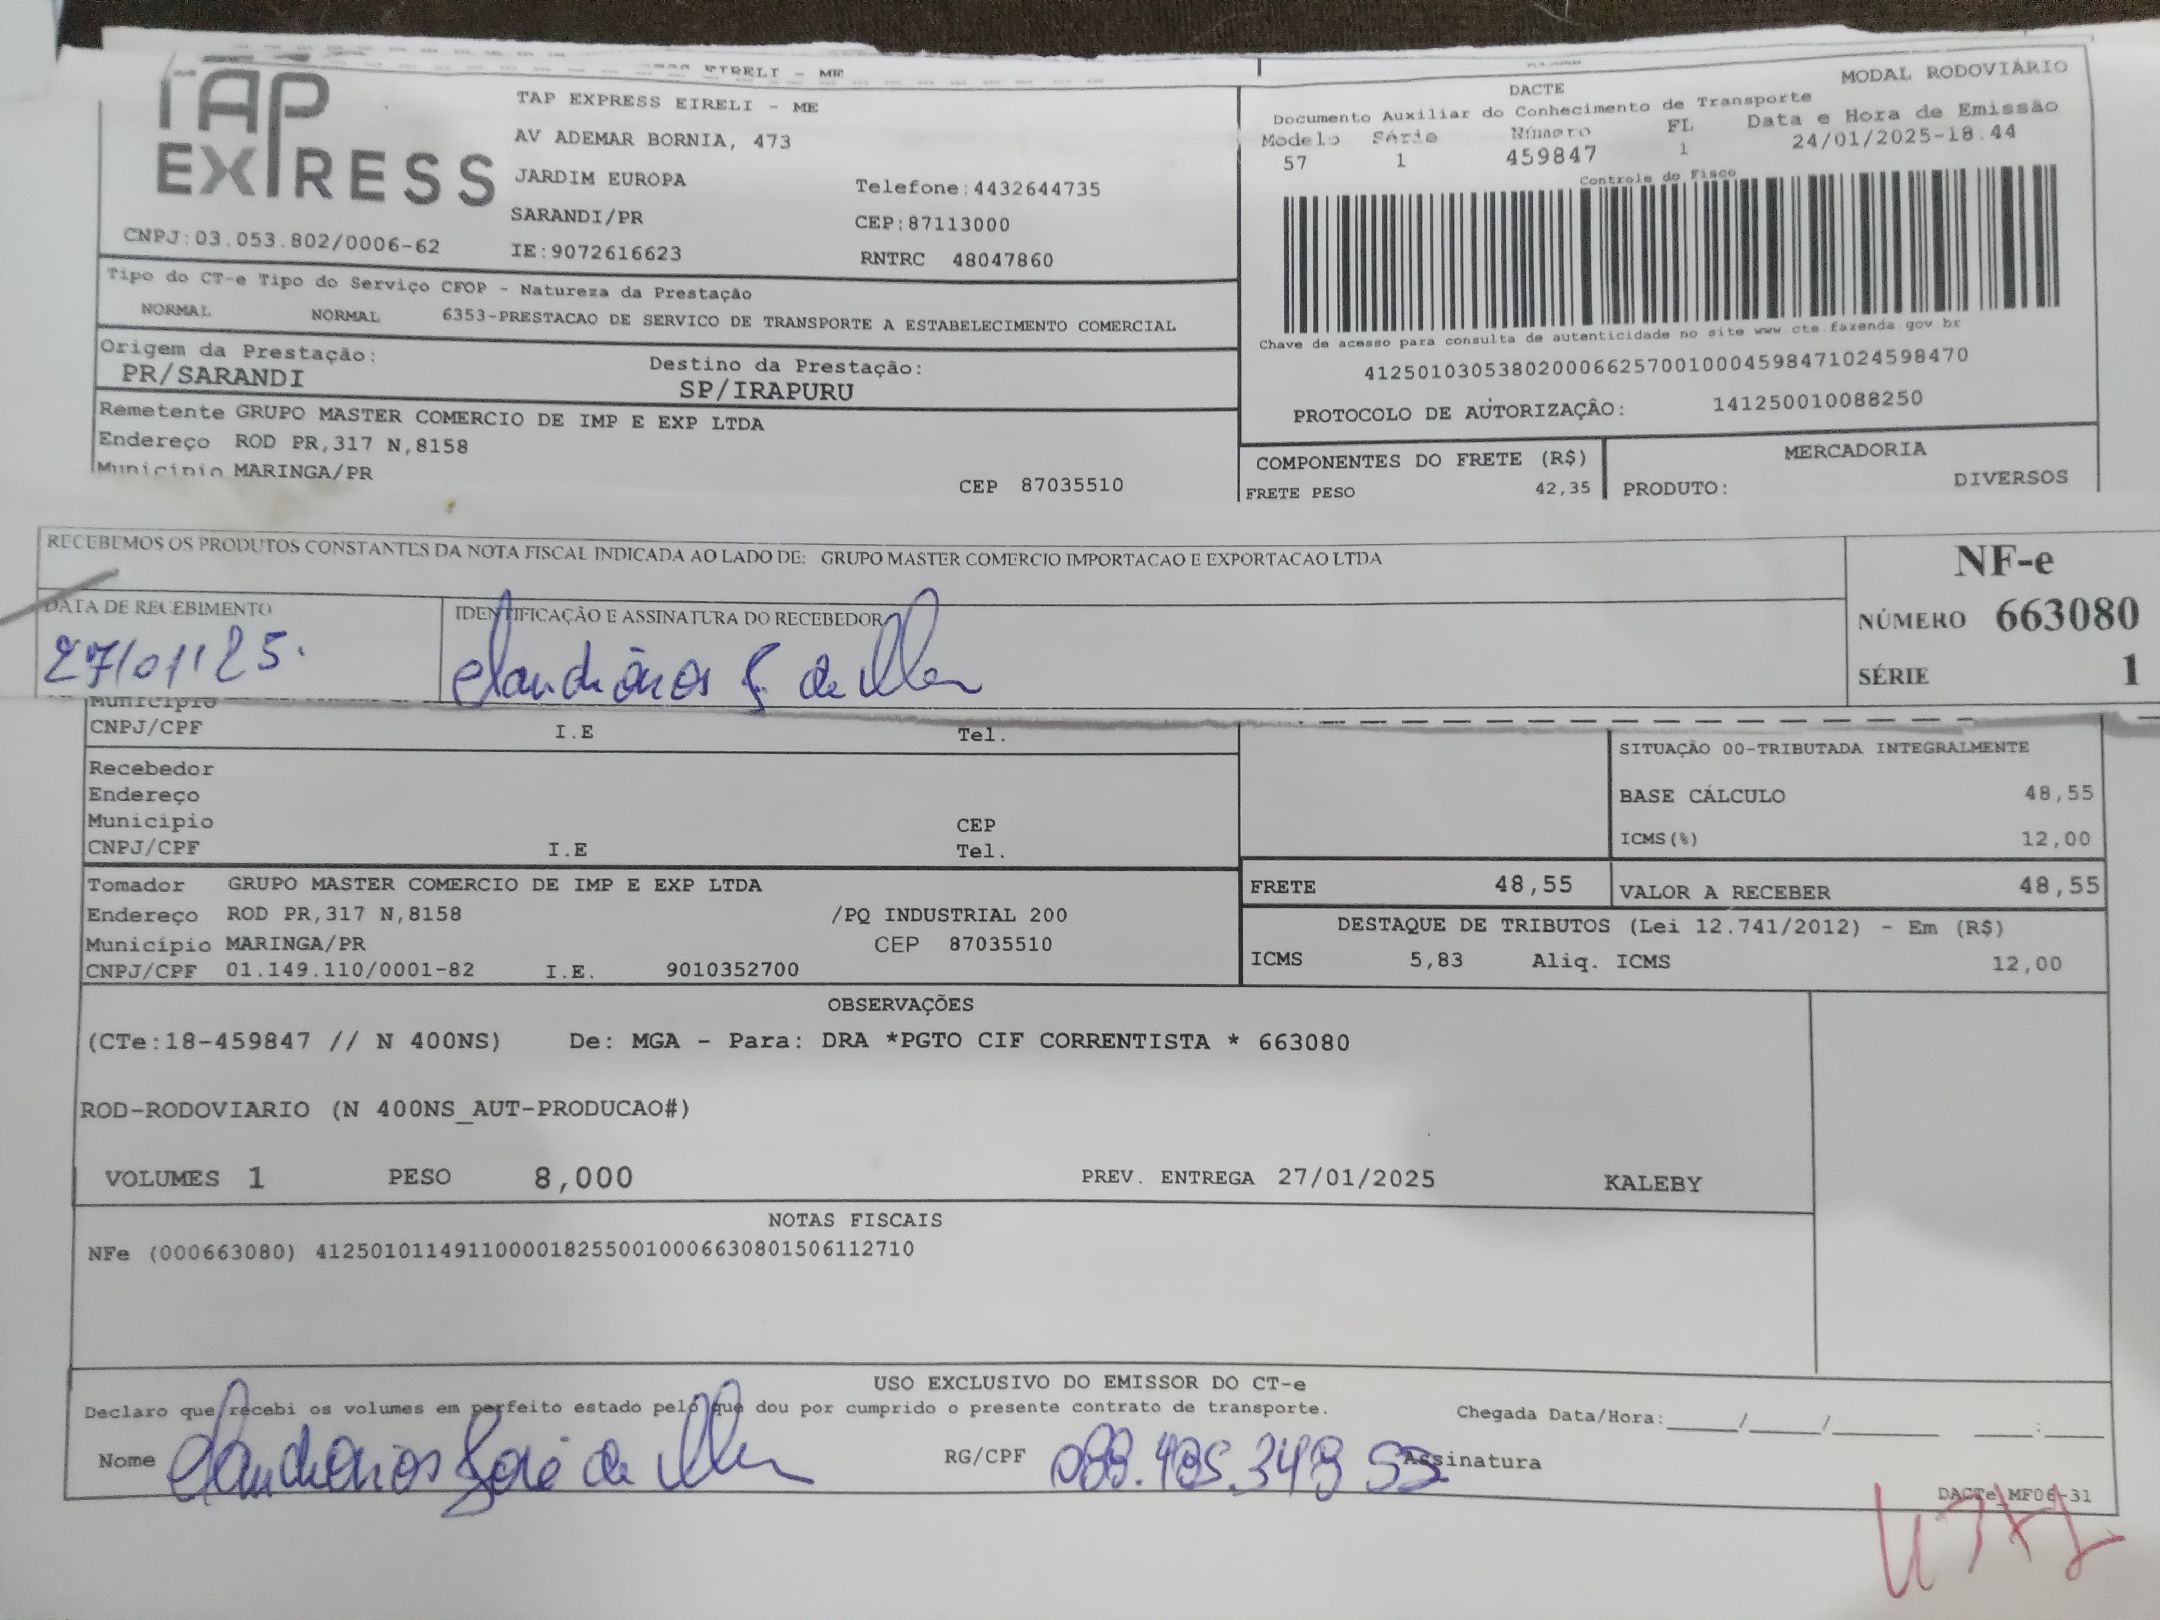 EIRELI - ME
TAP EXPRESS
TAP EXPRESS EIRELI - ME
AV ADEMAR BORNIA, 473
JARDIM EUROPA
Telefone:4432644735
SARANDI/PR
CEP:87113000
CNPJ:03.053.802/0006-62
IE:9072616623
RNTRC 48047860
DACTE
MODAL RODOVIÁRIO
Documento Auxiliar do Conhecimento de Transporte
Modelo Série Número FL Data e Hora de Emissão
57 1 459847 1 24/01/2025-18.44
Controle do Fisco
Chave de acesso para consulta de autenticidade no site www.cte.fazenda.gov.br
41250103053802000662570010004598471024598470
PROTOCOLO DE AUTORIZAÇÃO: 141250010088250
Tipo do CT-e Tipo do Serviço CFOP - Natureza da Prestação
NORMAL NORMAL 6353-PRESTACAO DE SERVICO DE TRANSPORTE A ESTABELECIMENTO COMERCIAL
Origem da Prestação: Destino da Prestação:
PR/SARANDI SP/IRAPURU
Remetente GRUPO MASTER COMERCIO DE IMP E EXP LTDA
Endereço ROD PR,317 N,8158
Municipio MARINGA/PR CEP 87035510
COMPONENTES DO FRETE (R$)
FRETE PESO 42,35
MERCADORIA
PRODUTO: DIVERSOS
RECEBEMOS OS PRODUTOS CONSTANTES DA NOTA FISCAL INDICADA AO LADO DE: GRUPO MASTER COMERCIO IMPORTACAO E EXPORTACAO LTDA
DATA DE RECEBIMENTO IDENTIFICAÇÃO E ASSINATURA DO RECEBEDOR
27/01/25.
NF-e
NÚMERO 663080
SÉRIE 1
Município
CNPJ/CPF I.E Tel.
Recebedor
Endereço
Municipio CEP
CNPJ/CPF I.E Tel.
SITUAÇÃO 00-TRIBUTADA INTEGRALMENTE
BASE CÁLCULO 48,55
ICMS(%) 12,00
Tomador GRUPO MASTER COMERCIO DE IMP E EXP LTDA
Endereço ROD PR,317 N,8158 /PQ INDUSTRIAL 200
Município MARINGA/PR CEP 87035510
CNPJ/CPF 01.149.110/0001-82 I.E. 9010352700
FRETE 48,55 VALOR A RECEBER 48,55
DESTAQUE DE TRIBUTOS (Lei 12.741/2012) - Em (R$)
ICMS 5,83 Aliq. ICMS 12,00
OBSERVAÇÕES
(CTe:18-459847 // N 400NS) De: MGA - Para: DRA *PGTO CIF CORRENTISTA * 663080
ROD-RODOVIARIO (N 400NS_AUT-PRODUCAO#)
VOLUMES 1 PESO 8,000 PREV. ENTREGA 27/01/2025 KALEBY
NOTAS FISCAIS
NFe (000663080) 41250101149110000182550010006630801506112710
USO EXCLUSIVO DO EMISSOR DO CT-e
Declaro que recebi os volumes em perfeito estado pelo que dou por cumprido o presente contrato de transporte. Chegada Data/Hora:____/____/______ ____:____
Nome RG/CPF Assinatura
DACTe_MF06-31